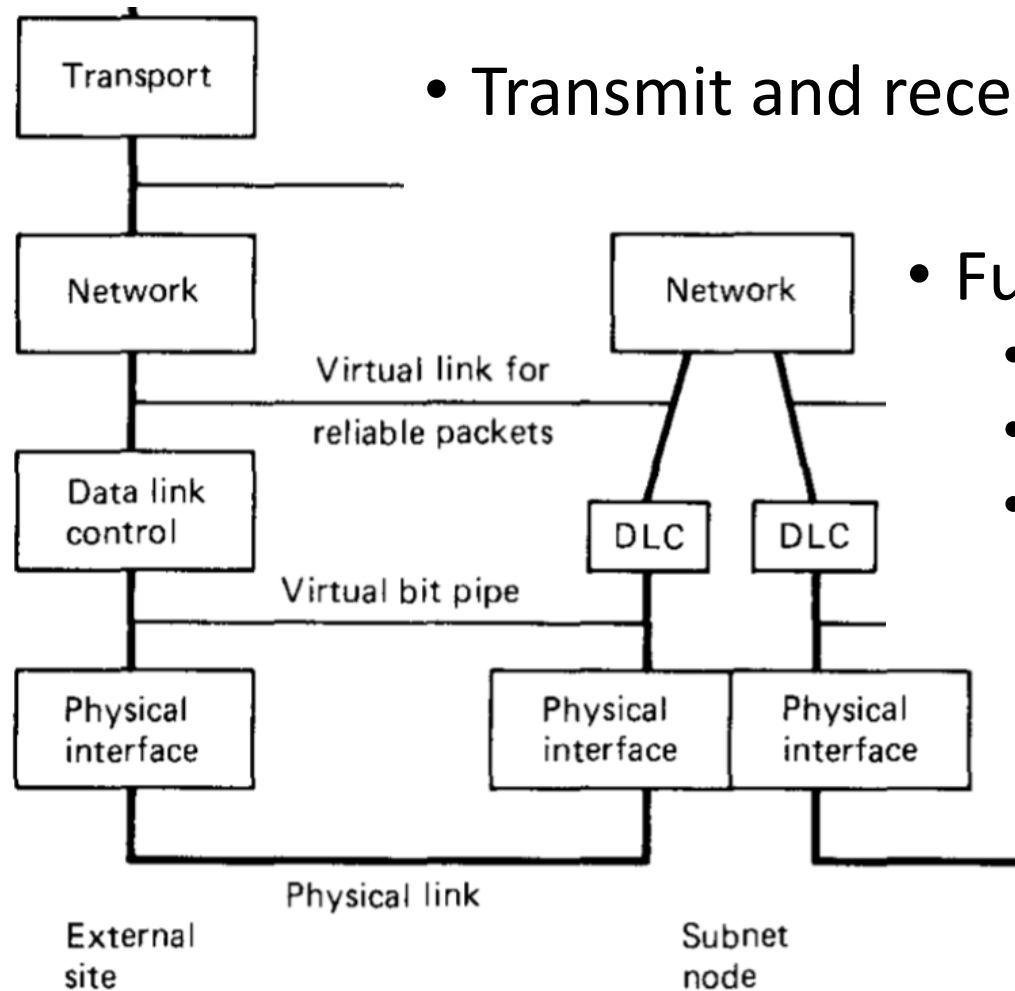 Transport
• Transmit and rece
Network
Network
• Fu
•
•
•
Virtual link for
reliable packets
Data link
control
DLC
DLC
Virtual bit pipe
Physical
interface
Physical
interface
Physical
interface
Physical link
External
site
Subnet
node